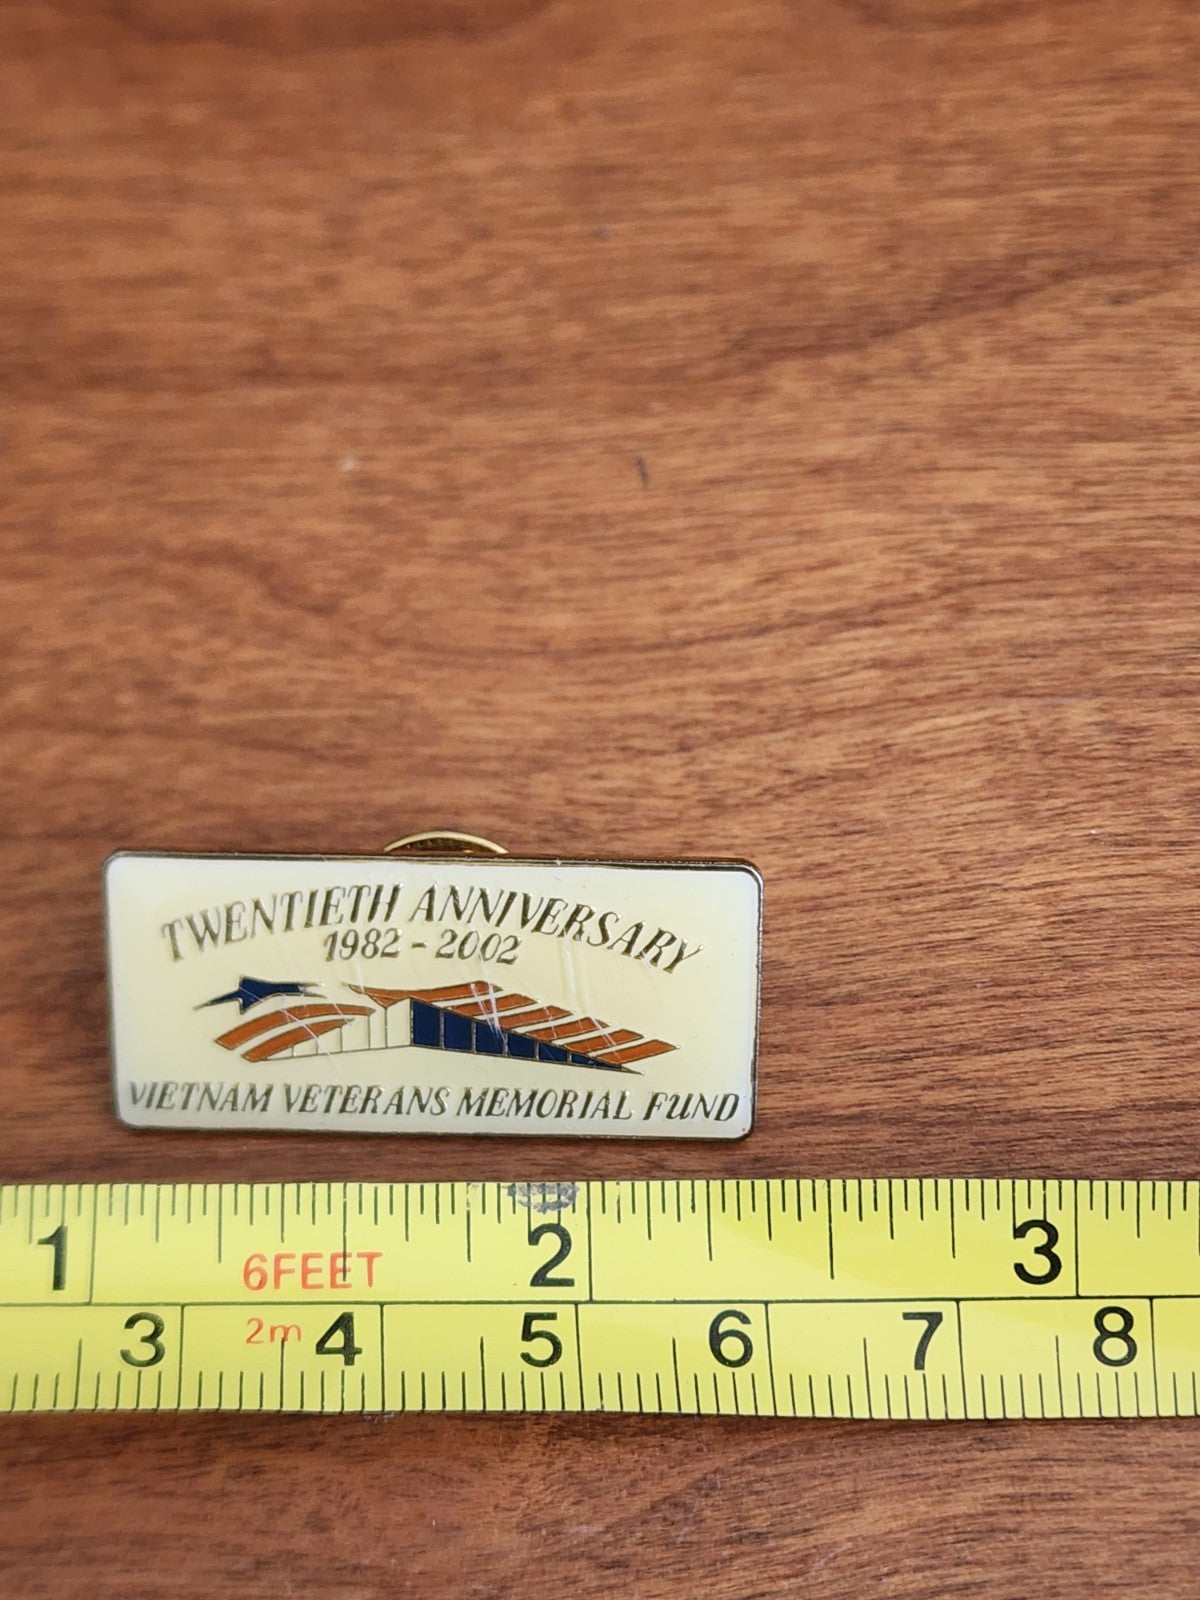 TWENTIETH ANNIVERSARY
1982 - 2002
VIETNAM VETERANS MEMORIAL FUND
1 6FEET 2 3
3 2m 4 5 6 7 8